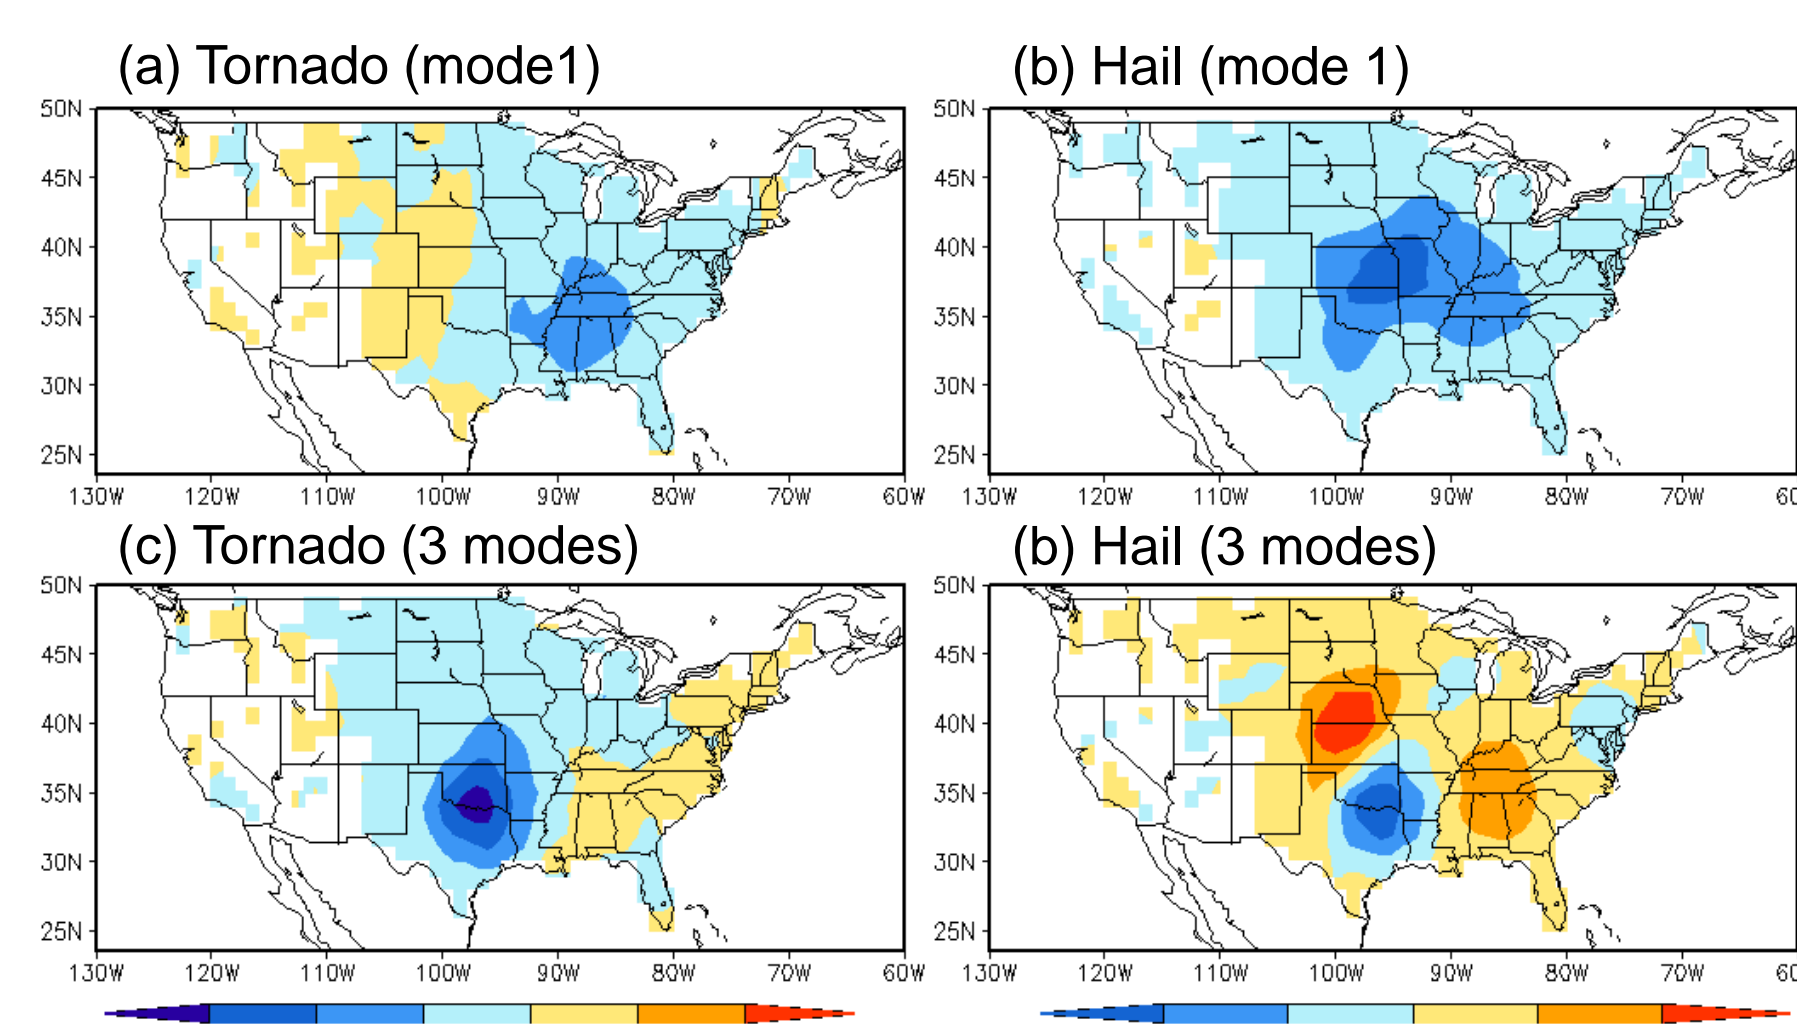 (a) Tornado (mode1)
(b) Hail (mode 1)
50N
45N
40N
35N
30N
25N
130W 120W 110W 100W 90W 80W 70W 60W
50N
45N
40N
35N
30N
25N
130W 120W 110W 100W 90W 80W 70W 60
(c) Tornado (3 modes)
(b) Hail (3 modes)
50N
45N
40N
35N
30N
25N
130W 120W 110W 100W 90W 80W 70W 60W
50N
45N
40N
35N
30N
25N
130W 120W 110W 100W 90W 80W 70W 60